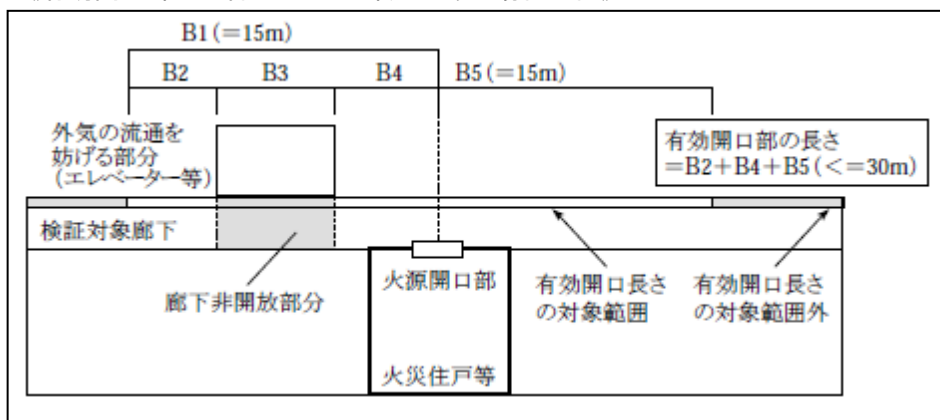 B1(=15m)
B2
B3
B4
B5(=15m)
外気の流通を
妨げる部分
(エレベーター等)
有効開口部の長さ
=B2+B4+B5(<=30m)
検証対象廊下
廊下非開放部分
火源開口部
有効開口長さ
の対象範囲
有効開口長さ
の対象範囲外
火災住戸等